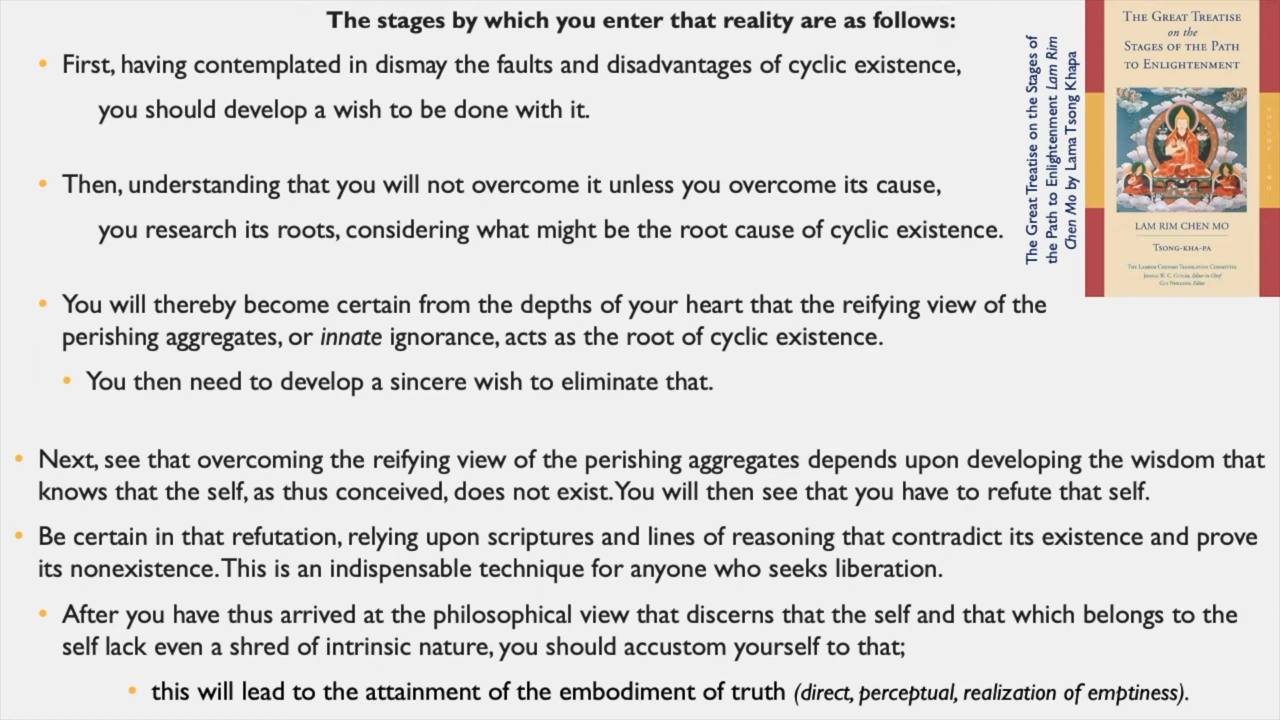 The stages by which you enter that reality are as follows:
• First, having contemplated in dismay the faults and disadvantages of cyclic existence,
you should develop a wish to be done with it.
• Then, understanding that you will not overcome it unless you overcome its cause,
you research its roots, considering what might be the root cause of cyclic existence.
• You will thereby become certain from the depths of your heart that the reifying view of the
perishing aggregates, or innate ignorance, acts as the root of cyclic existence.
• You then need to develop a sincere wish to eliminate that.
• Next, see that overcoming the reifying view of the perishing aggregates depends upon developing the wisdom that
knows that the self, as thus conceived, does not exist. You will then see that you have to refute that self.
• Be certain in that refutation, relying upon scriptures and lines of reasoning that contradict its existence and prove
its nonexistence. This is an indispensable technique for anyone who seeks liberation.
• After you have thus arrived at the philosophical view that discerns that the self and that which belongs to the
self lack even a shred of intrinsic nature, you should accustom yourself to that;
• this will lead to the attainment of the embodiment of truth (direct, perceptual, realization of emptiness).
The Great Treatise on the Stages of
the Path to Enlightenment Lam Rim
Chen Mo by Lama Tsong Khapa
THE GREAT TREATISE
on the
STAGES OF THE PATH
TO ENLIGHTENMENT
LAM RIM CHEN MO
TSONG-KHA-PA
THE LAMRIM CHENMO TRANSLATION COMMITTEE
JOSHUA W. C. CUTLER, Editor-in-Chief
GUY NEWLAND, Editor